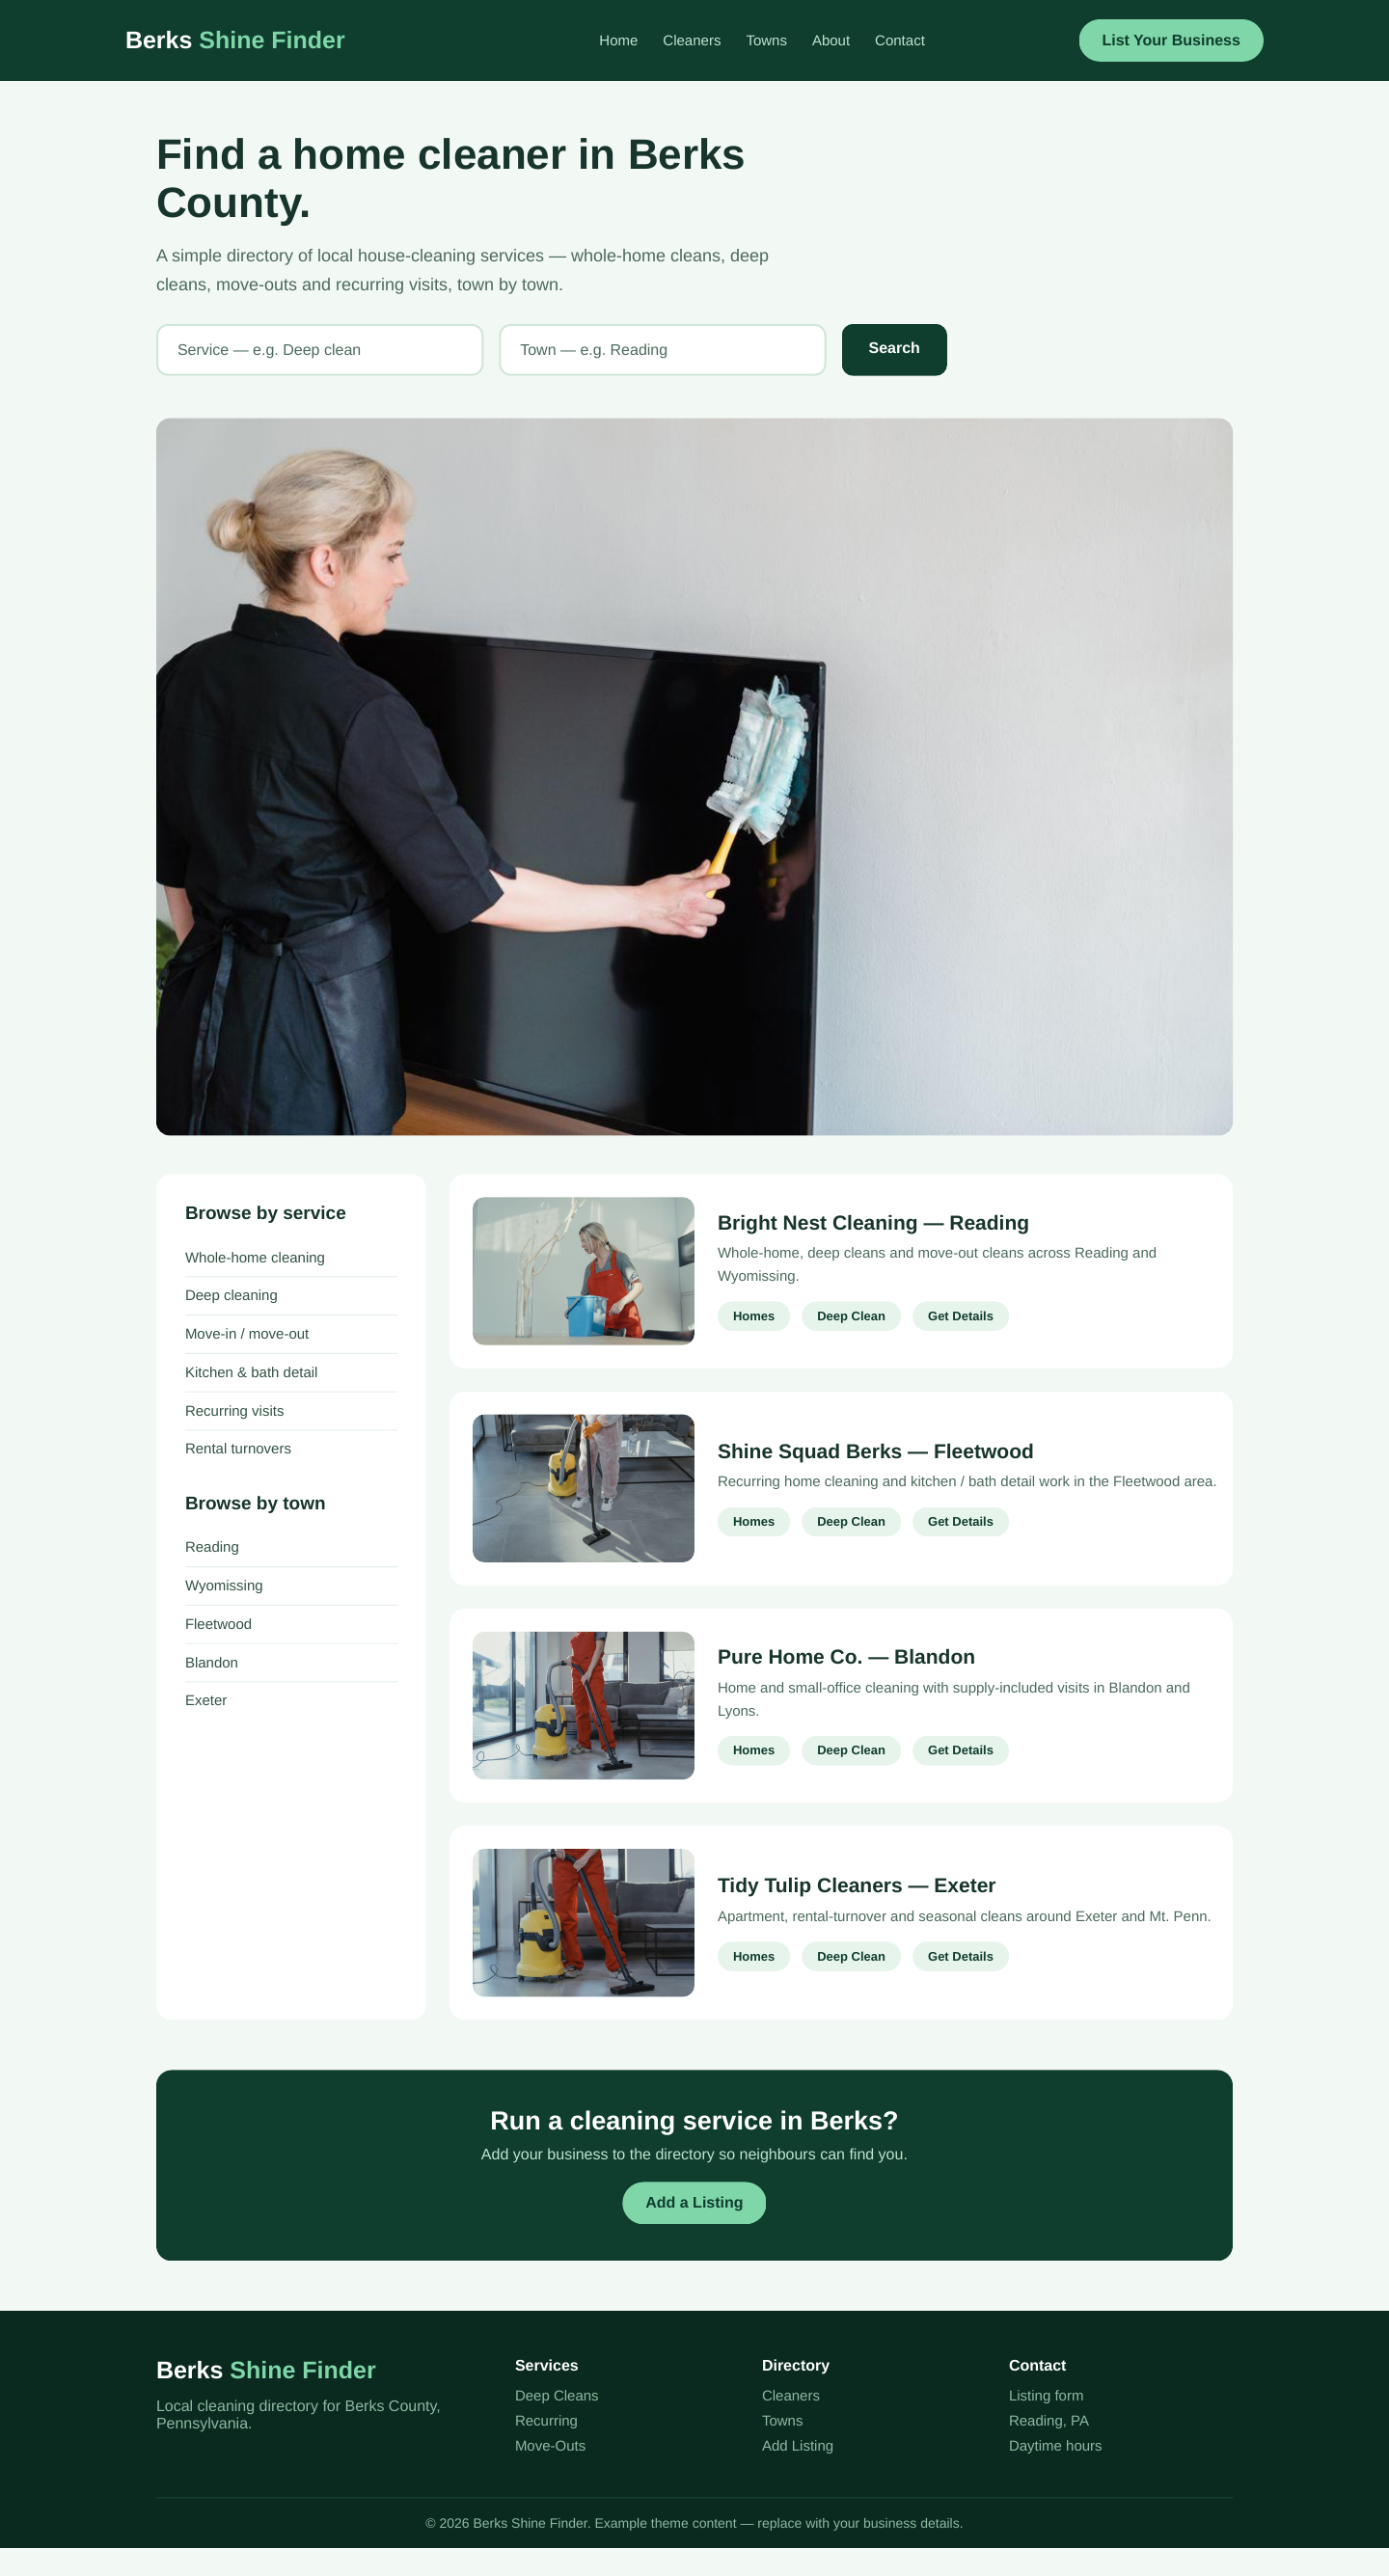 Berks Shine Finder
Home
Cleaners
Towns
About
Contact
List Your Business
Find a home cleaner in Berks
County.
A simple directory of local house-cleaning services — whole-home cleans, deep
cleans, move-outs and recurring visits, town by town.
Service — e.g. Deep clean
Town — e.g. Reading
Search
Browse by service
Whole-home cleaning
Deep cleaning
Move-in / move-out
Kitchen & bath detail
Recurring visits
Rental turnovers
Browse by town
Reading
Wyomissing
Fleetwood
Blandon
Exeter
Bright Nest Cleaning — Reading
Whole-home, deep cleans and move-out cleans across Reading and
Wyomissing.
Homes
Deep Clean
Get Details
Shine Squad Berks — Fleetwood
Recurring home cleaning and kitchen / bath detail work in the Fleetwood area.
Homes
Deep Clean
Get Details
Pure Home Co. — Blandon
Home and small-office cleaning with supply-included visits in Blandon and
Lyons.
Homes
Deep Clean
Get Details
Tidy Tulip Cleaners — Exeter
Apartment, rental-turnover and seasonal cleans around Exeter and Mt. Penn.
Homes
Deep Clean
Get Details
Run a cleaning service in Berks?
Add your business to the directory so neighbours can find you.
Add a Listing
Berks Shine Finder
Local cleaning directory for Berks County,
Pennsylvania.
Services
Deep Cleans
Recurring
Move-Outs
Directory
Cleaners
Towns
Add Listing
Contact
Listing form
Reading, PA
Daytime hours
© 2026 Berks Shine Finder. Example theme content — replace with your business details.